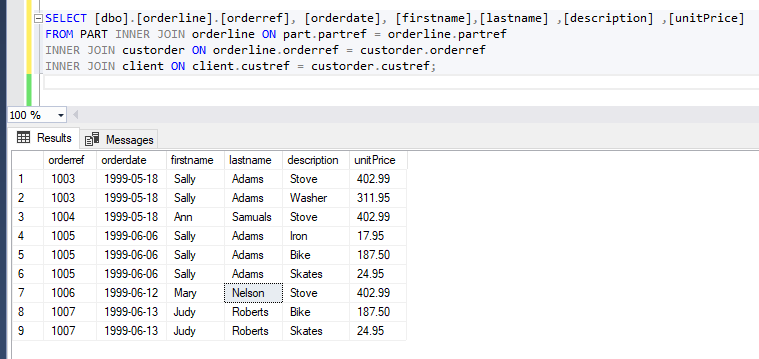 SELECT [dbo].[orderline].[orderref], [orderdate], [firstname],[lastname] ,[description] ,[unitPrice]
FROM PART INNER JOIN orderline ON part.partref = orderline.partref
INNER JOIN custorder ON orderline.orderref = custorder.orderref
INNER JOIN client ON client.custref = custorder.custref;
100 %
Results Messages
orderref orderdate firstname lastname description unitPrice
1 1003 1999-05-18 Sally Adams Stove 402.99
2 1003 1999-05-18 Sally Adams Washer 311.95
3 1004 1999-05-18 Ann Samuals Stove 402.99
4 1005 1999-06-06 Sally Adams Iron 17.95
5 1005 1999-06-06 Sally Adams Bike 187.50
6 1005 1999-06-06 Sally Adams Skates 24.95
7 1006 1999-06-12 Mary Nelson Stove 402.99
8 1007 1999-06-13 Judy Roberts Bike 187.50
9 1007 1999-06-13 Judy Roberts Skates 24.95